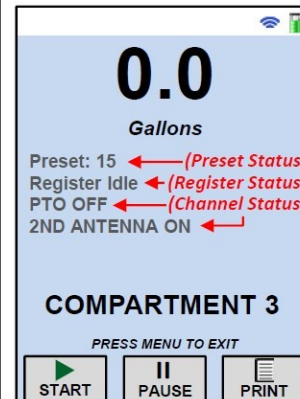 0.0
Gallons
Preset: 15 (Preset Status
Register Idle (Register Status
PTO OFF (Channel Status
2ND ANTENNA ON
COMPARTMENT 3
PRESS MENU TO EXIT
START PAUSE PRINT